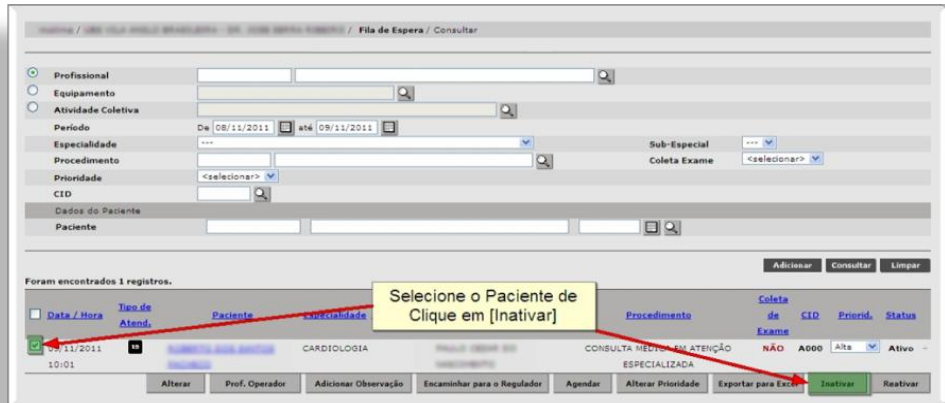 / Fila de Espera / Consultar
Profissional
Equipamento
Atividade Coletiva
Período De 08/11/2011 até 09/11/2011
Especialidade --- Sub-Especial ---
Procedimento Coleta Exame <selecionar>
Prioridade <selecionar>
CID
Dados do Paciente
Paciente
Adicionar Consultar Limpar
Foram encontrados 1 registros.
Selecione o Paciente de
Clique em [Inativar]
Data / Hora Tipo de Atend. Paciente Especialidade Procedimento Coleta de Exame CID Priorid. Status
09/11/2011 CARDIOLOGIA CONSULTA MÉDICA EM ATENÇÃO NÃO A000 Alta Ativo -
10:01 ESPECIALIZADA
Alterar Prof. Operador Adicionar Observação Encaminhar para o Regulador Agendar Alterar Prioridade Exportar para Excel Inativar Reativar